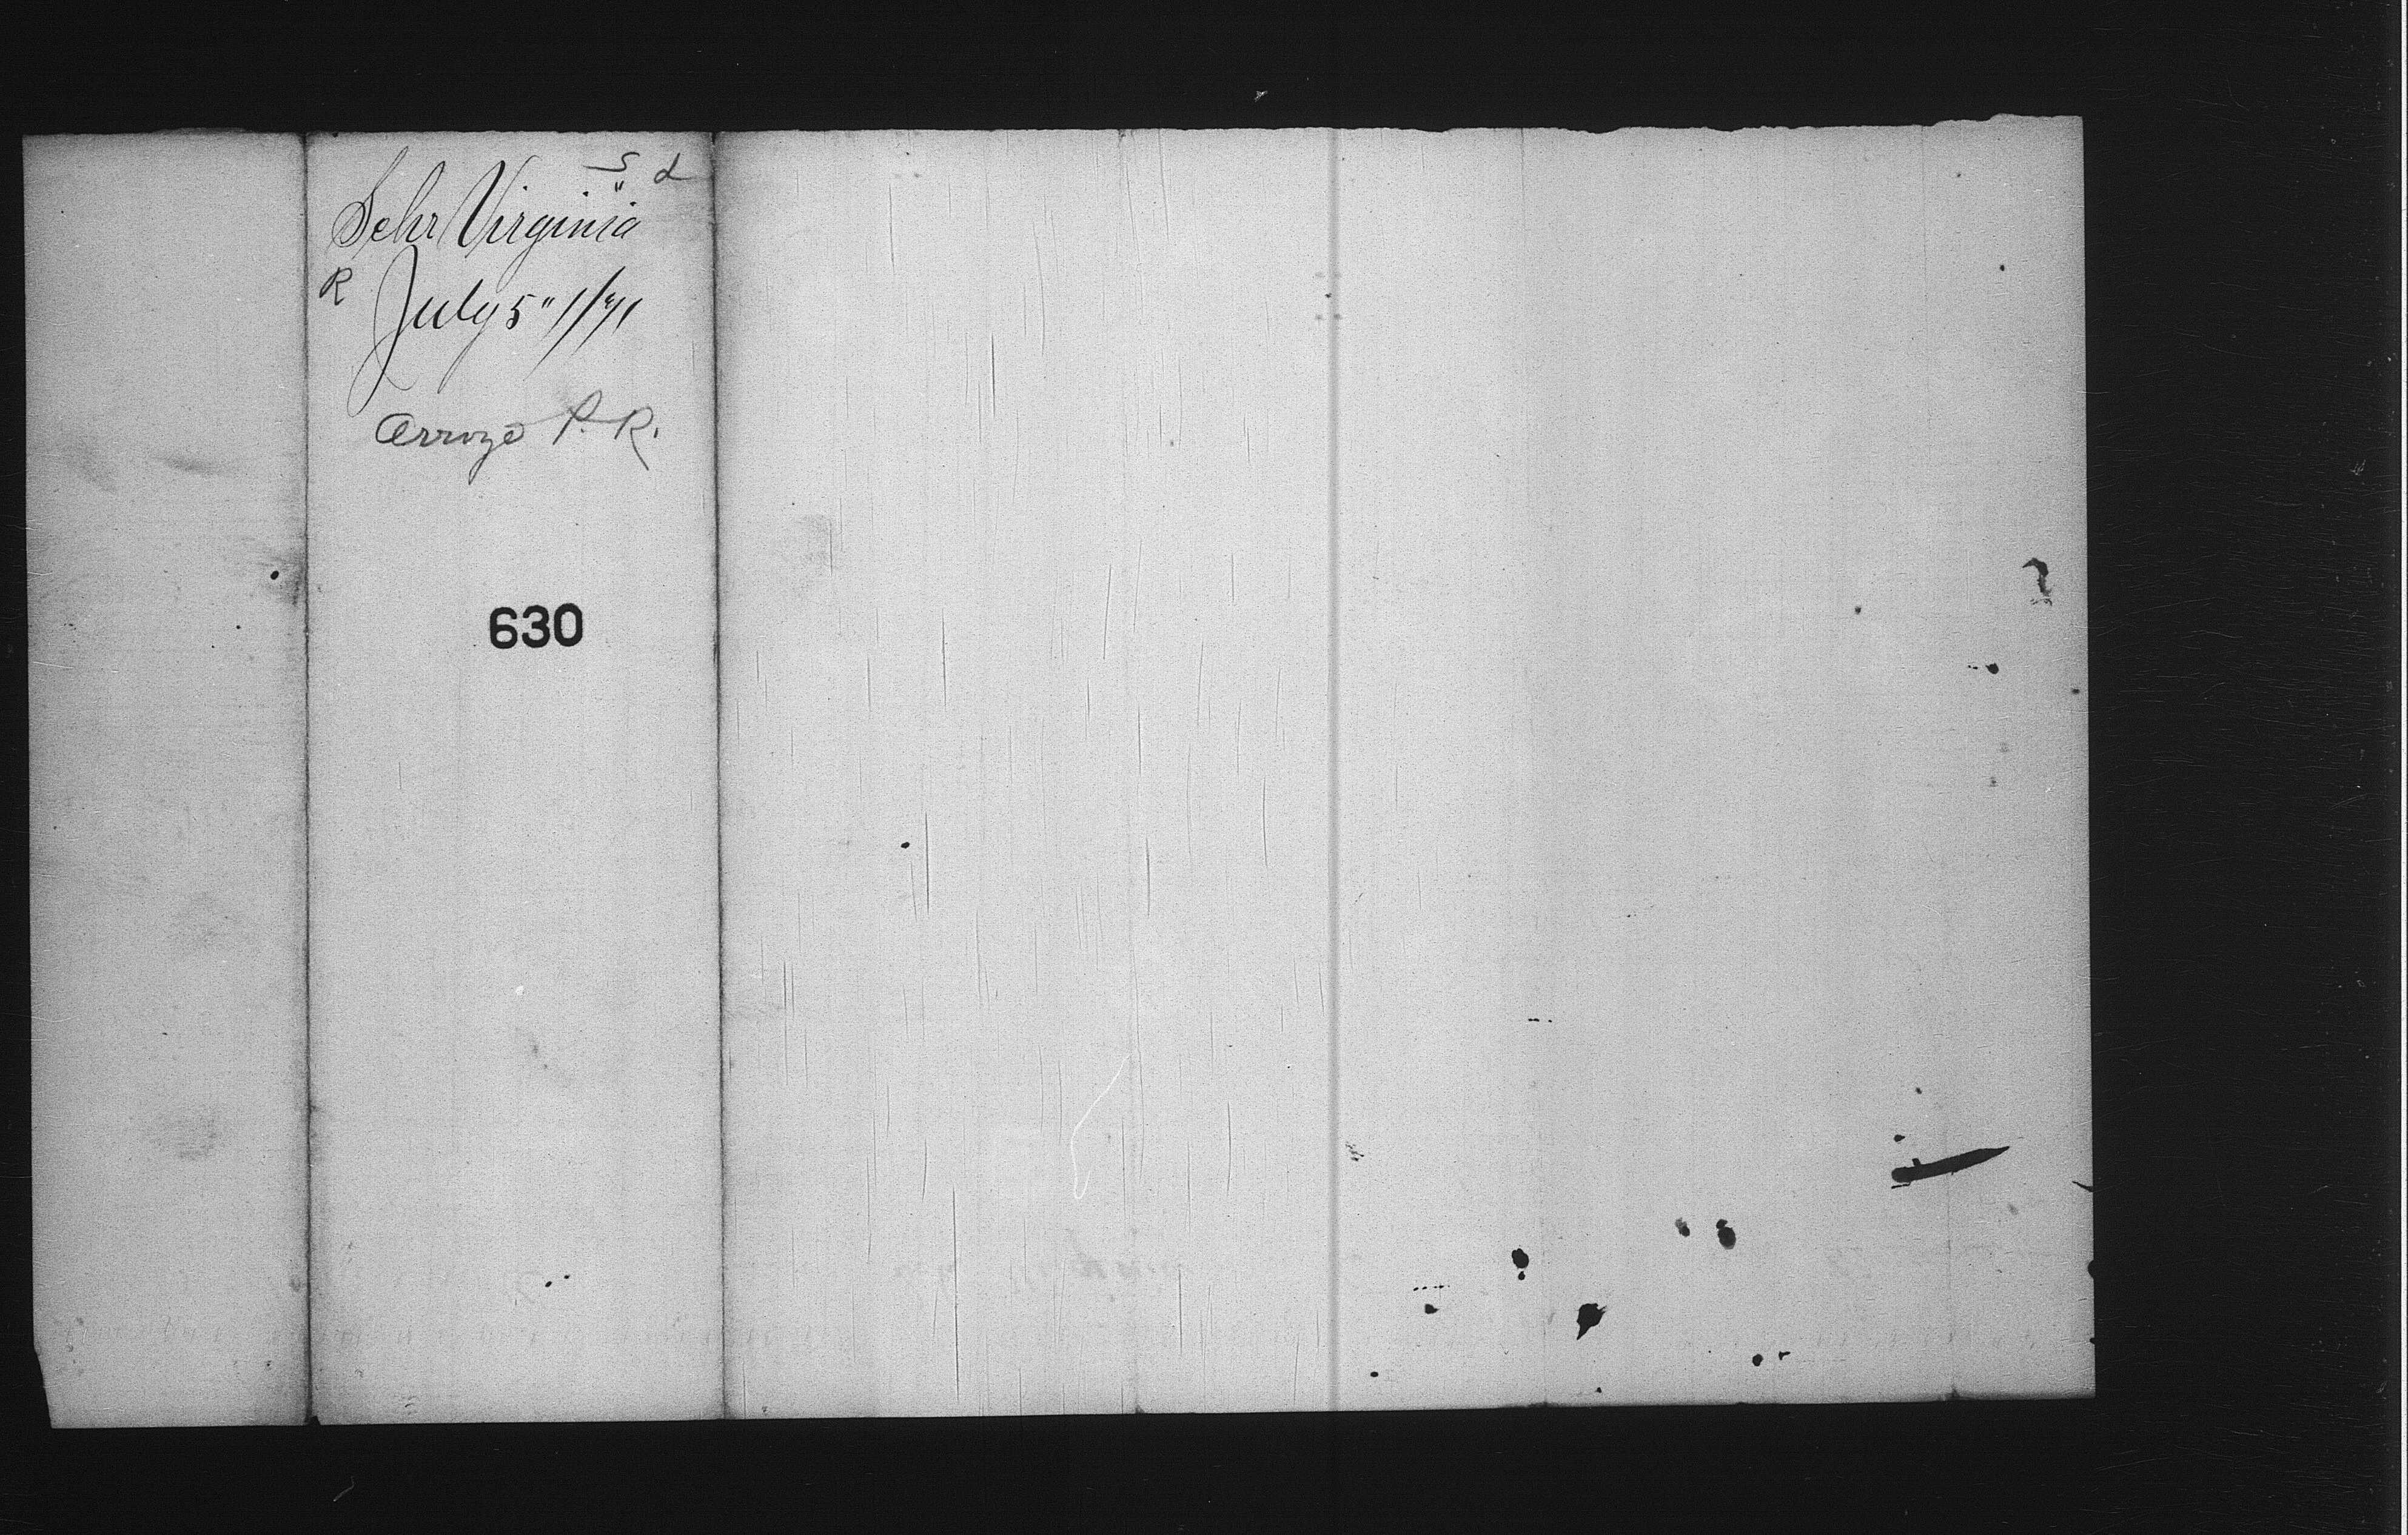 S d
Schr Virginia
R
July 5" 1/71
Arroyo P. R.
630